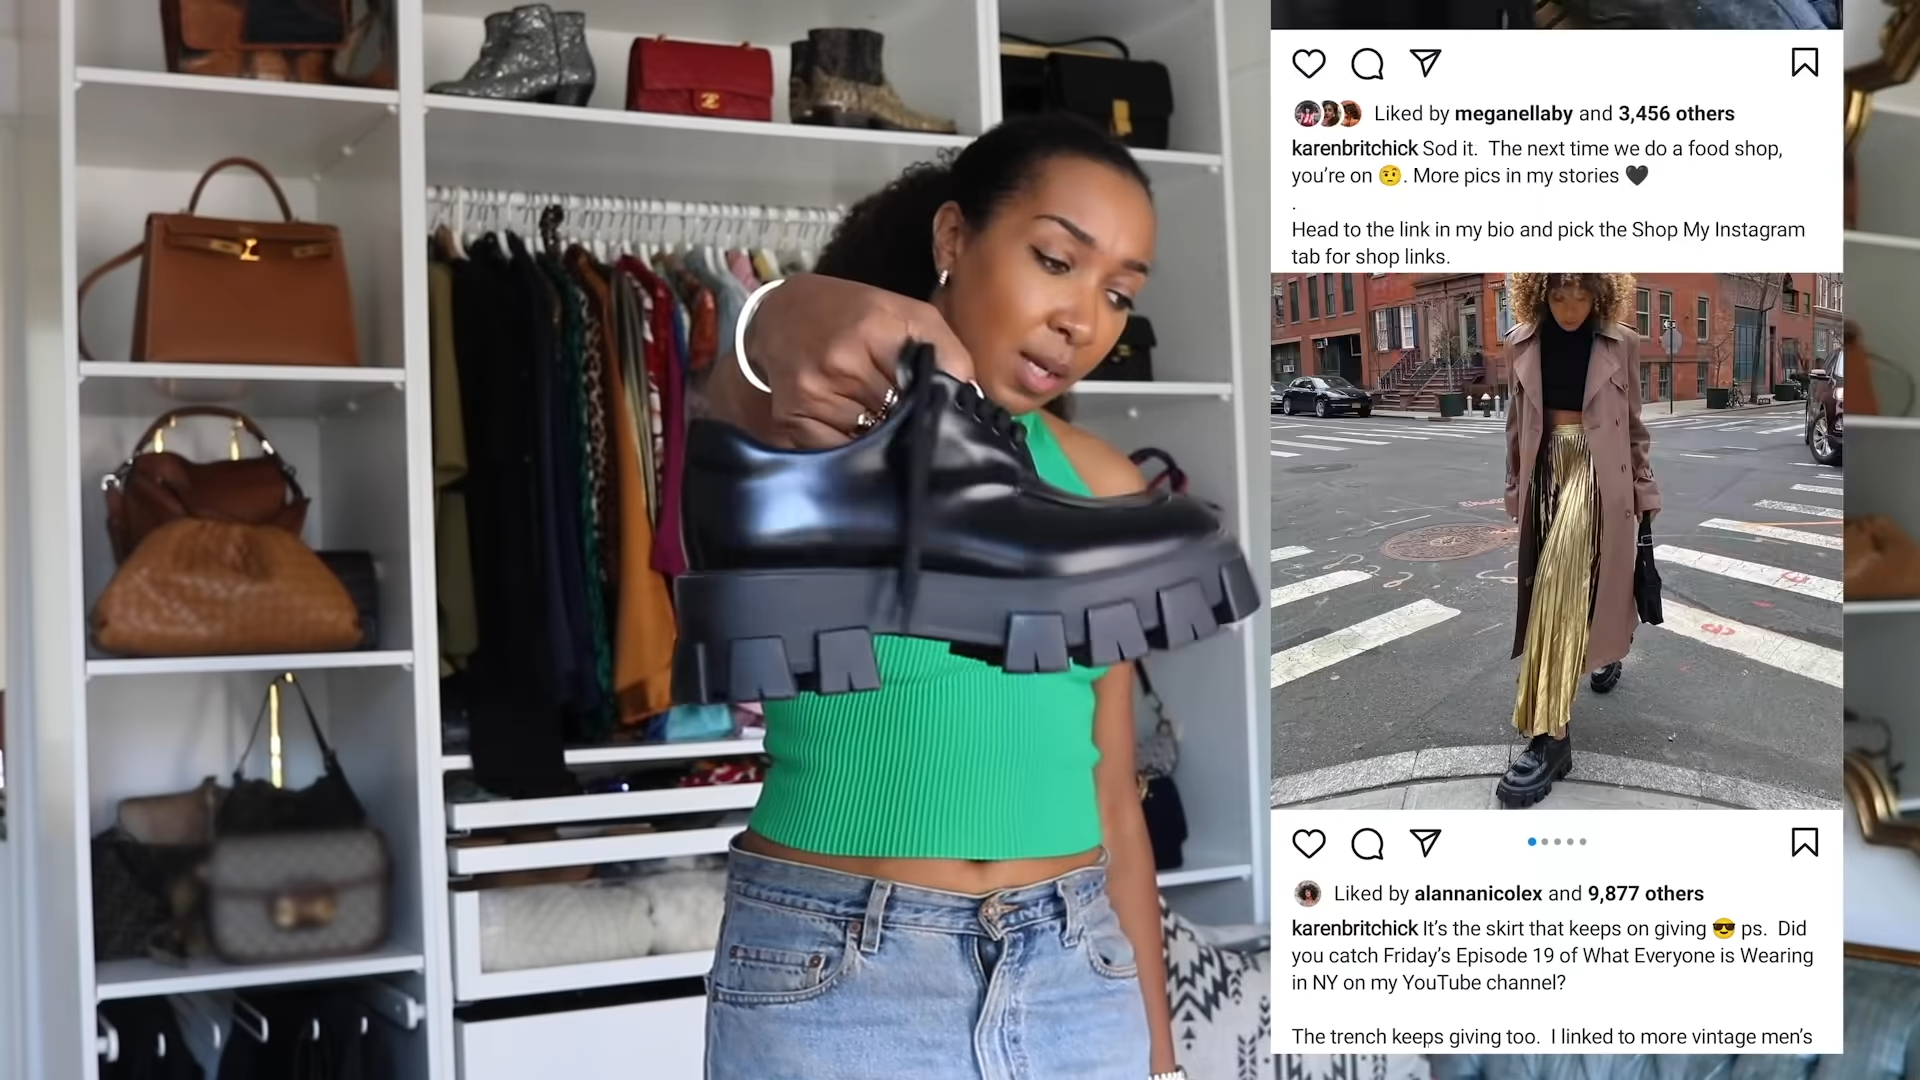 Liked by meganellaby and 3,456 others
karenbritchick Sod it.  The next time we do a food shop,
you're on 🤨. More pics in my stories 🖤
.
Head to the link in my bio and pick the Shop My Instagram
tab for shop links.
Liked by alannanicolex and 9,877 others
karenbritchick It's the skirt that keeps on giving 😎 ps.  Did
you catch Friday's Episode 19 of What Everyone is Wearing
in NY on my YouTube channel?
The trench keeps giving too.  I linked to more vintage men's